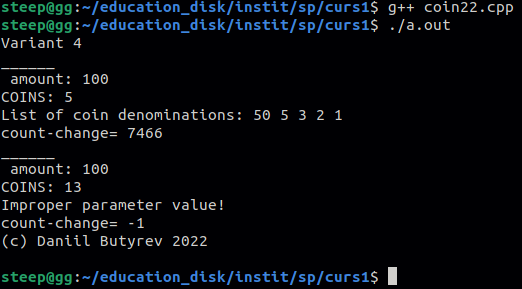 steep@gg:~/education_disk/instit/sp/curs1$ g++ coin22.cpp
steep@gg:~/education_disk/instit/sp/curs1$ ./a.out
Variant 4
______
 amount: 100
COINS: 5
List of coin denominations: 50 5 3 2 1
count-change= 7466
______
 amount: 100
COINS: 13
Improper parameter value!
count-change= -1
(c) Daniil Butyrev 2022

steep@gg:~/education_disk/instit/sp/curs1$